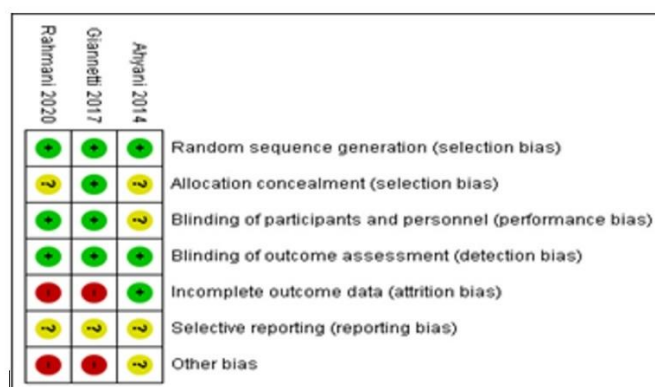 Rahmani 2020
Giannetti 2017
Ahyani 2014
+ + + Random sequence generation (selection bias)
? + ? Allocation concealment (selection bias)
+ + ? Blinding of participants and personnel (performance bias)
+ + + Blinding of outcome assessment (detection bias)
- - + Incomplete outcome data (attrition bias)
? ? ? Selective reporting (reporting bias)
- - ? Other bias